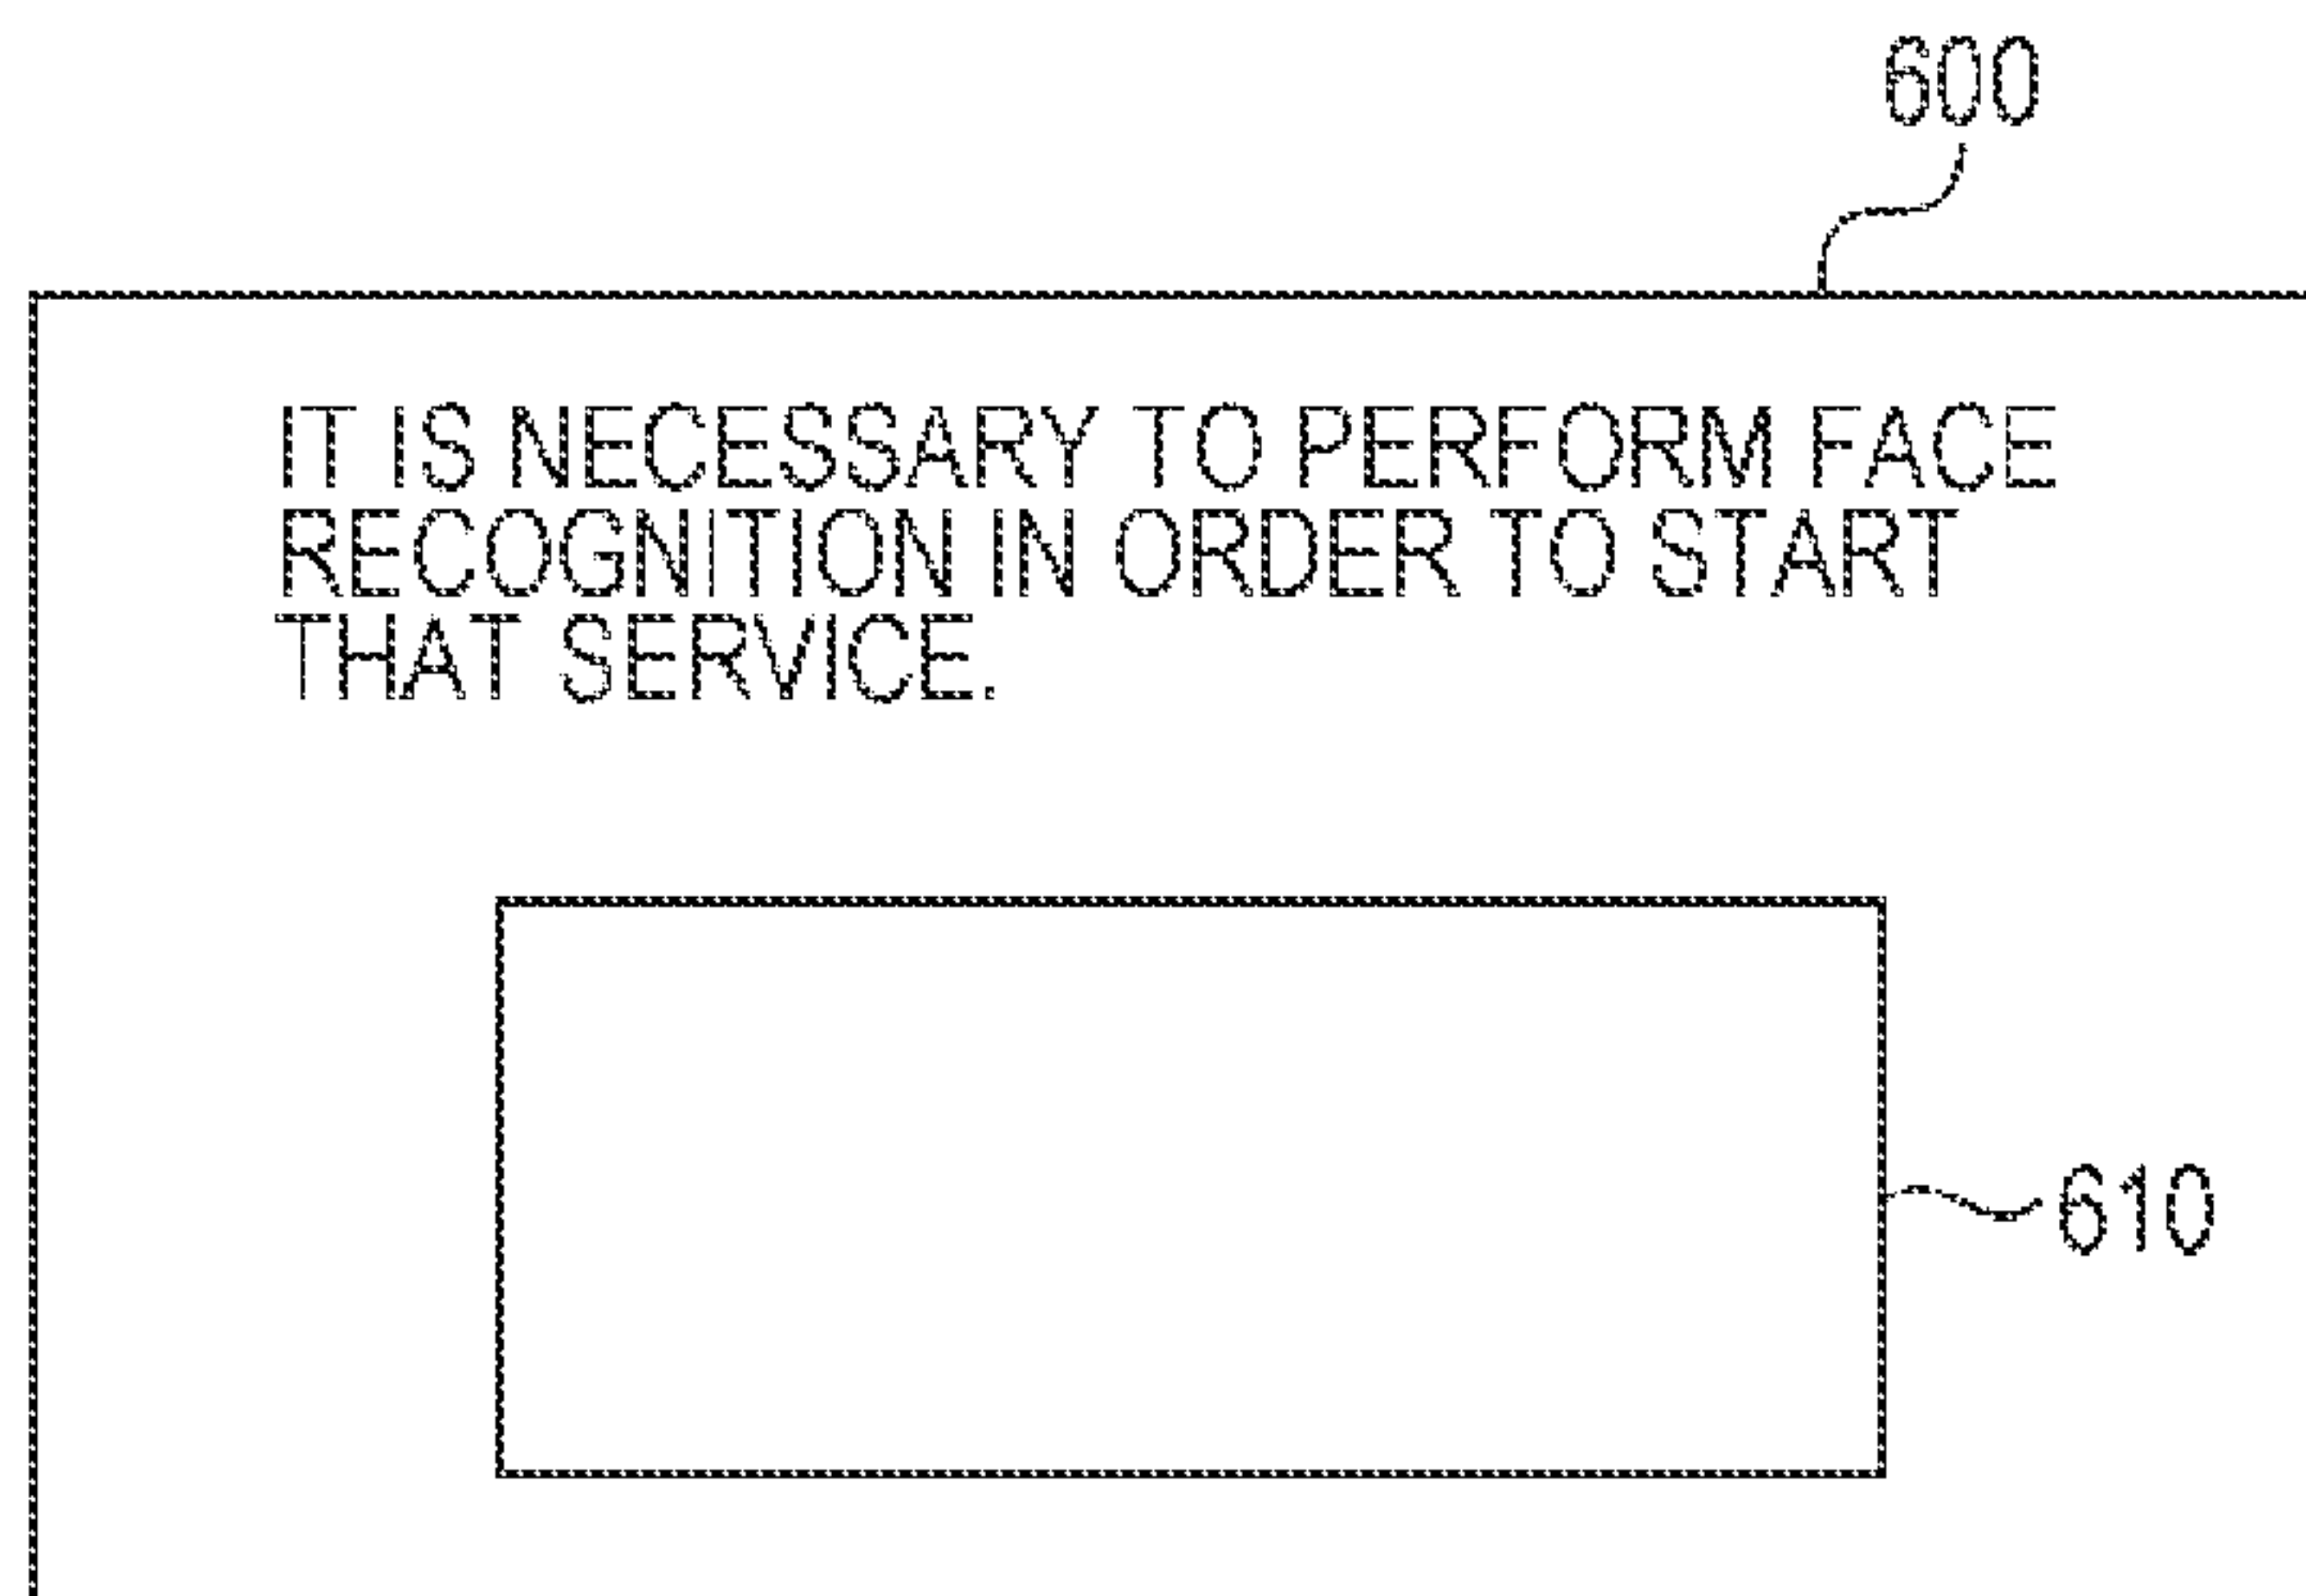 600
IT IS NECESSARY TO PERFORM FACE
RECOGNITION IN ORDER TO START
THAT SERVICE.
610